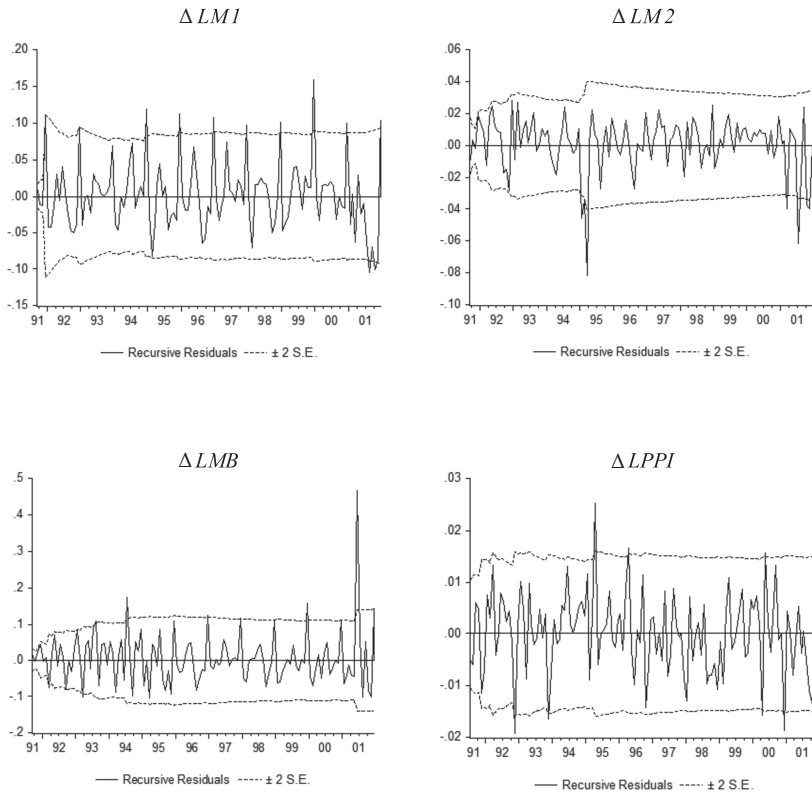 Δ LM1
.20
.15
.10
.05
.00
-.05
-.10
-.15
91 92 93 94 95 96 97 98 99 00 01
Recursive Residuals ± 2 S.E.
Δ LM2
.06
.04
.02
.00
-.02
-.04
-.06
-.08
-.10
91 92 93 94 95 96 97 98 99 00 01
Recursive Residuals ± 2 S.E.
Δ LMB
.5
.4
.3
.2
.1
.0
-.1
-.2
91 92 93 94 95 96 97 98 99 00 01
Recursive Residuals ± 2 S.E.
Δ LPPI
.03
.02
.01
.00
-.01
-.02
91 92 93 94 95 96 97 98 99 00 01
Recursive Residuals ± 2 S.E.